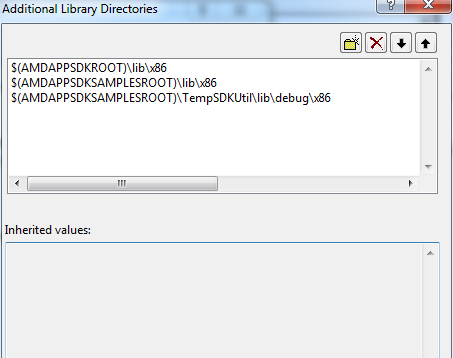 Additional Library Directories
$(AMDAPPSDKROOT)\lib\x86
$(AMDAPPSDKSAMPLESROOT)\lib\x86
$(AMDAPPSDKSAMPLESROOT)\TempSDKUtil\lib\debug\x86
Inherited values: